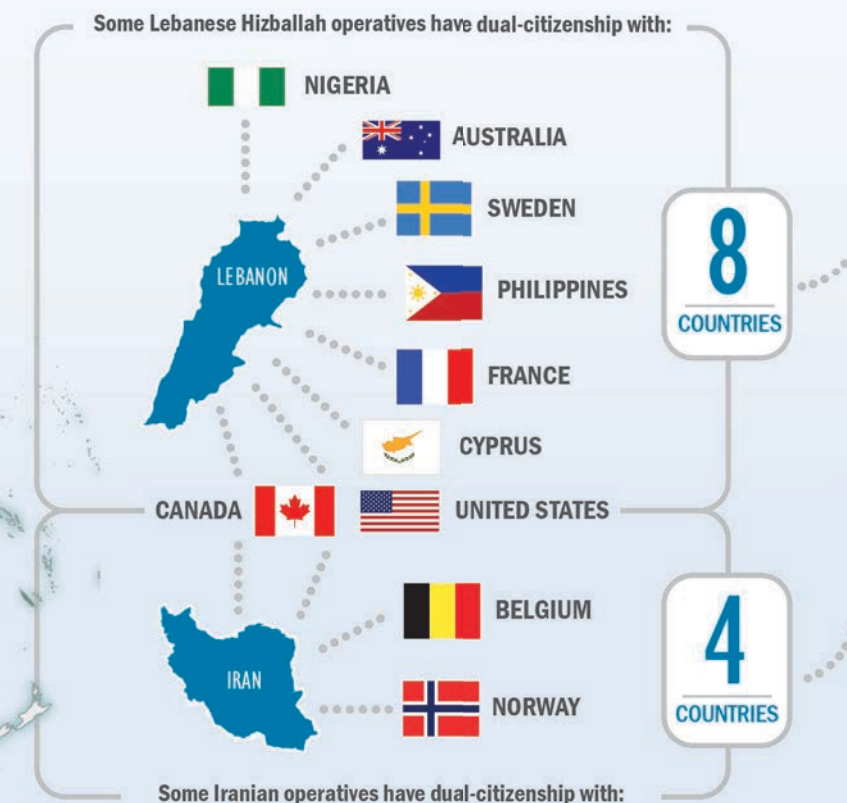 Some Lebanese Hizballah operatives have dual-citizenship with:
NIGERIA
AUSTRALIA
SWEDEN
LEBANON
PHILIPPINES
8
COUNTRIES
FRANCE
CYPRUS
CANADA
UNITED STATES
BELGIUM
IRAN
NORWAY
4
COUNTRIES
Some Iranian operatives have dual-citizenship with: